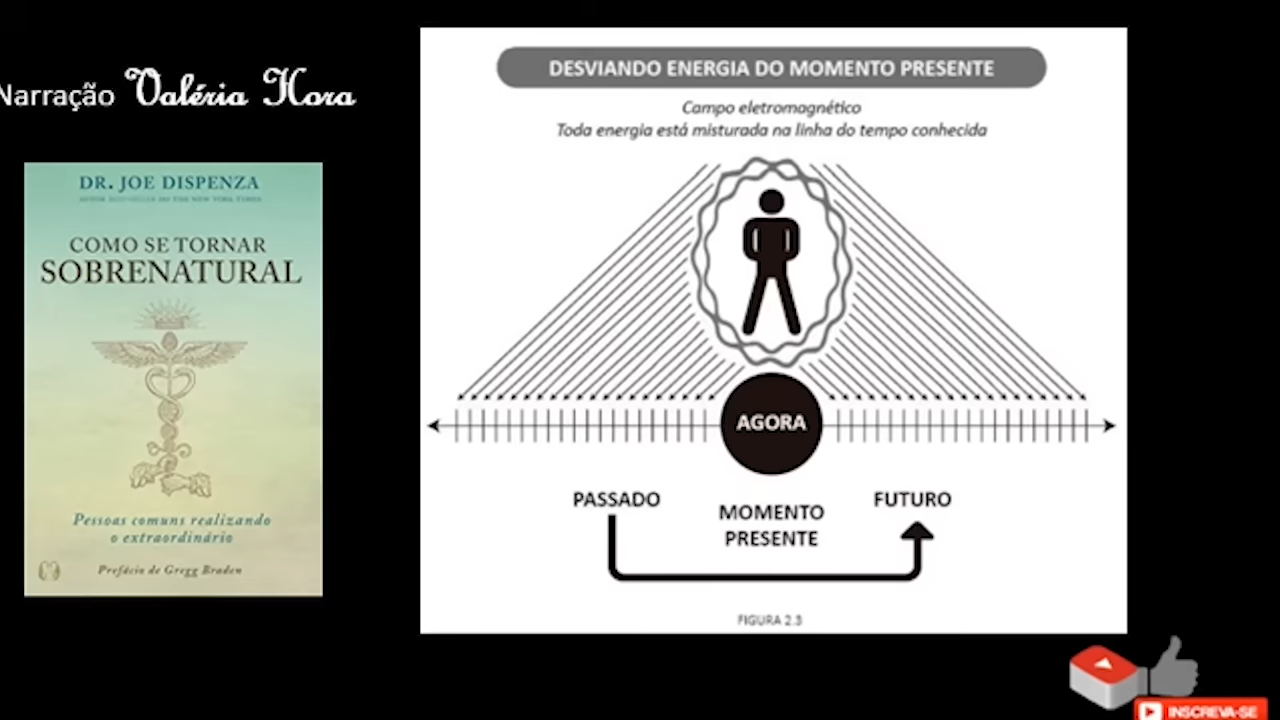 Narração Valéria Hora
DR. JOE DISPENZA
COMO SE TORNAR
SOBRENATURAL
Pessoas comuns realizando
o extraordinário
Prefácio de Gregg Braden
DESVIANDO ENERGIA DO MOMENTO PRESENTE
Campo eletromagnético
Toda energia está misturada na linha do tempo conhecida
AGORA
PASSADO
MOMENTO
PRESENTE
FUTURO
FIGURA 2.3
INSCREVA-SE